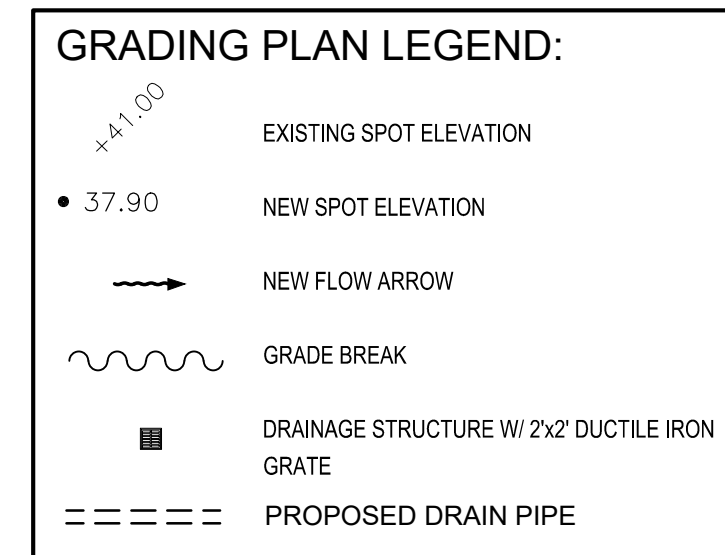 GRADING PLAN LEGEND:
+41.00
EXISTING SPOT ELEVATION
• 37.90
NEW SPOT ELEVATION
NEW FLOW ARROW
GRADE BREAK
DRAINAGE STRUCTURE W/ 2'x2' DUCTILE IRON
GRATE
PROPOSED DRAIN PIPE